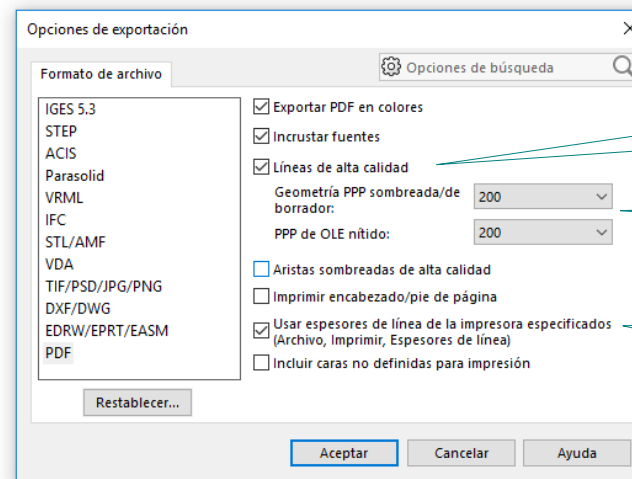 Opciones de exportación
Formato de archivo
Opciones de búsqueda
IGES 5.3
STEP
ACIS
Parasolid
VRML
IFC
STL/AMF
VDA
TIF/PSD/JPG/PNG
DXF/DWG
EDRW/EPRT/EASM
PDF
Restablecer...
Exportar PDF en colores
Incrustar fuentes
Líneas de alta calidad
Geometría PPP sombreada/de
borrador:
200
PPP de OLE nítido:
200
Aristas sombreadas de alta calidad
Imprimir encabezado/pie de página
Usar espesores de línea de la impresora especificados
(Archivo, Imprimir, Espesores de línea)
Incluir caras no definidas para impresión
Aceptar
Cancelar
Ayuda